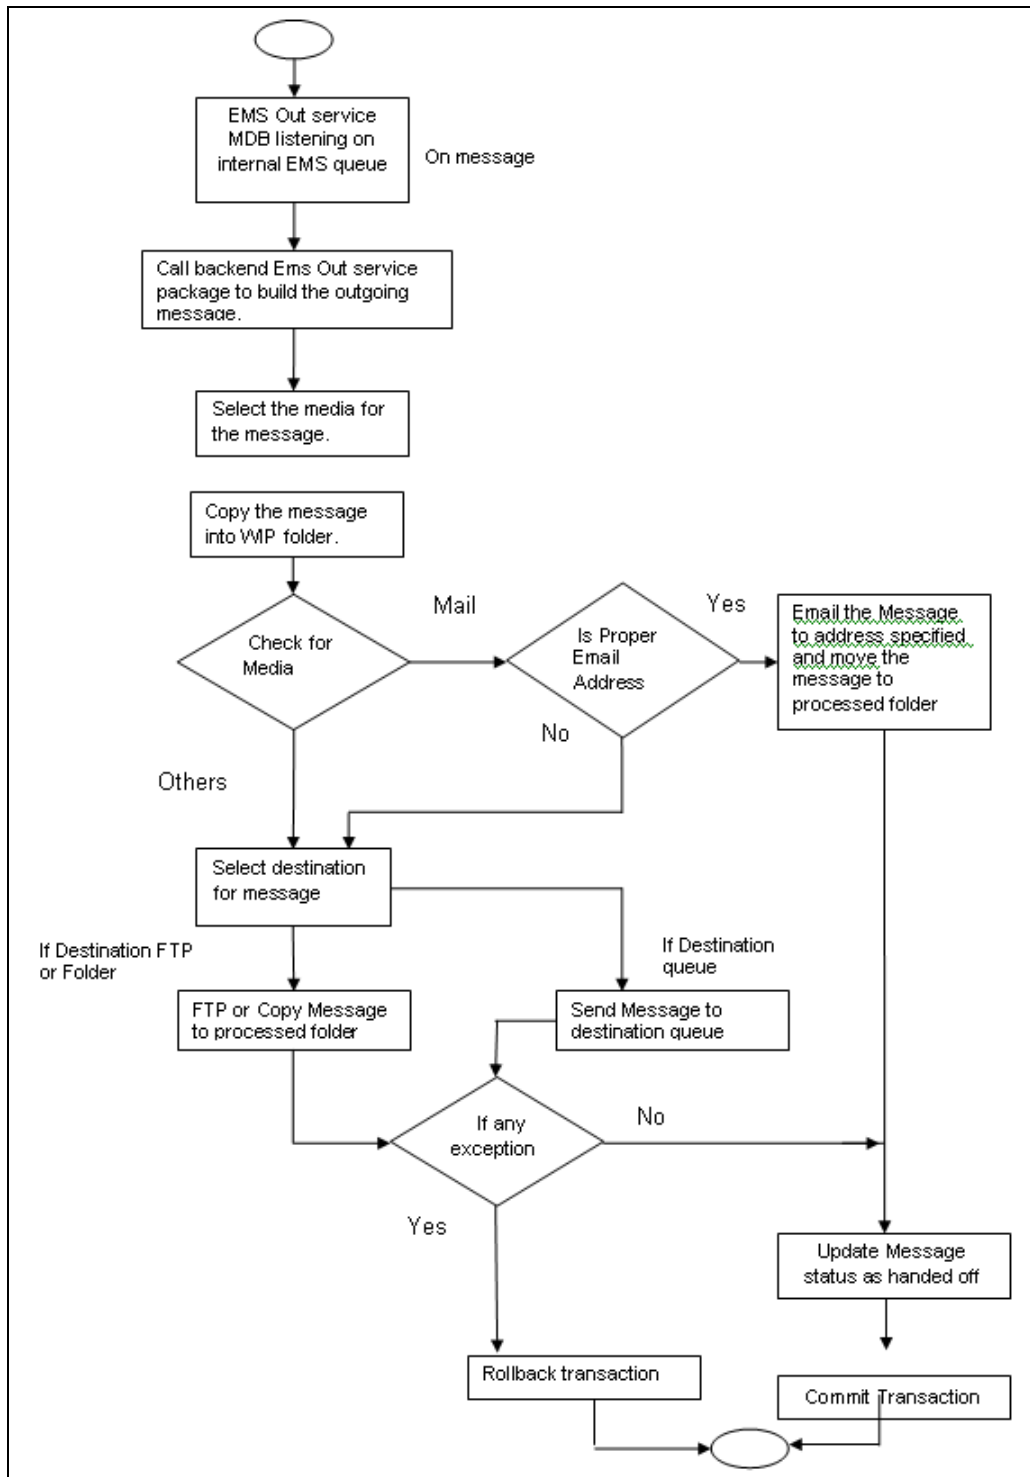 EMS Out service
MDB listening on
internal EMS queue
On message
Call backend Ems Out service
package to build the outgoing
message.
Select the media for
the message.
Copy the message
into WIP folder.
Check for
Media
Mail
Is Proper
Email
Address
Yes
Email the Message
to address specified
and move the
message to
processed folder
No
Others
Select destination
for message
If Destination FTP
or Folder
If Destination
queue
FTP or Copy Message
to processed folder
Send Message to
destination queue
If any
exception
No
Yes
Update Message
status as handed off
Rollback transaction
Commit Transaction